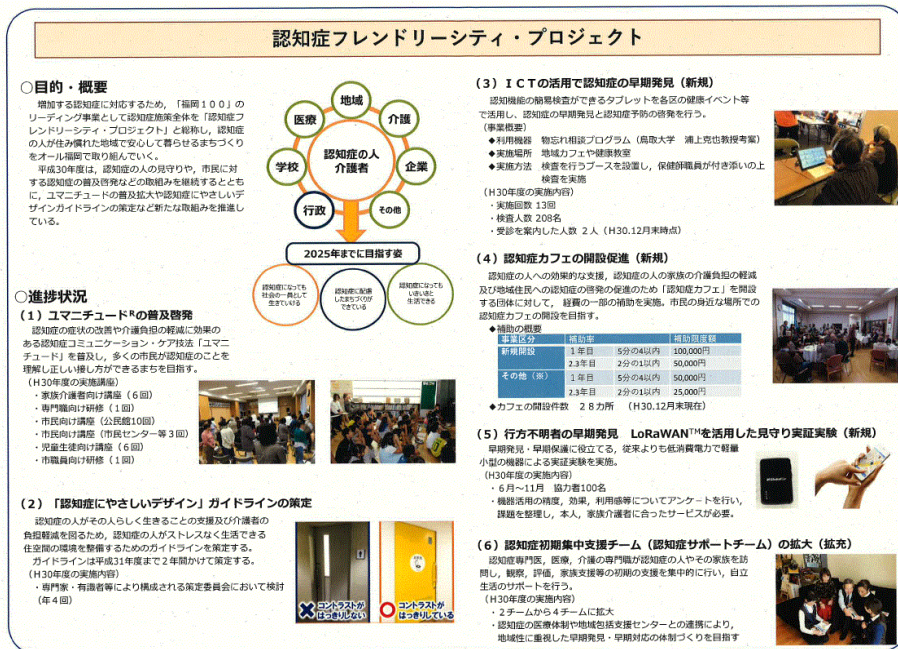 認知症フレンドリーシティ・プロジェクト
○目的・概要
増加する認知症に対応するため,「福岡100」の
リーディング事業として認知症施策全体を「認知症フ
レンドリーシティ・プロジェクト」と総称し,認知症
の人が住み慣れた地域で安心して暮らせるまちづくり
をオール福岡で取り組んでいく。
平成30年度は,認知症の人の見守りや,市民に対
する認知症の普及啓発などの取組みを継続するととも
に,ユマニチュードの普及拡大や認知症にやさしいデ
ザインガイドラインの策定など新たな取組みを推進し
ている。
地域
医療
介護
学校
認知症の人
介護者
企業
行政
その他
2025年までに目指す姿
認知症になっても
社会の一員として
生きていける
認知症に配慮
したまちづくりが
できている
認知症になっても
いきいきと
生活できる
○進捗状況
(1)ユマニチュードRの普及啓発
認知症の症状の改善や介護負担の軽減に効果の
ある認知症コミュニケーション・ケア技法「ユマニ
チュード」を普及し,多くの市民が認知症のことを
理解し正しい接し方ができるまちを目指す。
(H30年度の実施講座)
・家族介護者向け講座(6回)
・専門職向け研修(1回)
・市民向け講座(公民館10回)
・市民向け講座(市民センター等3回)
・児童生徒向け講座(6回)
・市職員向け研修(1回)
(2)「認知症にやさしいデザイン」ガイドラインの策定
認知症の人がその人らしく生きることの支援及び介護者の
負担軽減を図るため,認知症の人がストレスなく生活できる
住空間の環境を整備するためのガイドラインを策定する。
ガイドラインは平成31年度まで2年間かけて策定する。
(H30年度の実施内容)
・専門家・有識者等により構成される策定委員会において検討
(年4回)
コントラストが
はっきりしない
コントラストが
はっきりしている
(3)ICTの活用で認知症の早期発見(新規)
認知機能の簡易検査ができるタブレットを各区の健康イベント等
で活用し,認知症の早期発見と認知症予防の啓発を行う。
(事業概要)
◆利用機器 物忘れ相談プログラム(鳥取大学 浦上克也教授考案)
◆実施場所 地域カフェや健康教室
◆実施方法 検査を行うブースを設置し,保健師職員が付き添いの上
検査を実施
(H30年度の実施内容)
・実施回数 13回
・検査人数 208名
・受診を案内した人数 2人(H30.12月末時点)
(4)認知症カフェの開設促進(新規)
認知症の人への効果的な支援,認知症の人の家族の介護負担の軽減
及び地域住民への認知症の啓発の促進のため「認知症カフェ」を開設
する団体に対して,経費の一部の補助を実施。市民の身近な場所での
認知症カフェの開設を目指す。
◆補助の概要
事業区分 補助率 補助限度額
新規開設 1年目 5分の4以内 100,000円
2.3年目 2分の1以内 50,000円
その他(※) 1年目 5分の4以内 50,000円
2.3年目 2分の1以内 25,000円
◆カフェの開設件数 28カ所 (H30.12月末現在)
(5)行方不明者の早期発見 LoRaWAN™を活用した見守り実証実験(新規)
早期発見・早期保護に役立てる,従来よりも低消費電力で軽量
小型の機器による実証実験を実施。
(H30年度の実施内容)
・6月~11月 協力者100名
・機器活用の精度,効果,利用感等についてアンケートを行い,
課題を整理し,本人,家族介護者に合ったサービスが必要。
(6)認知症初期集中支援チーム(認知症サポートチーム)の拡大(拡充)
認知症専門医,医療,介護の専門職が認知症の人やその家族を訪
問し,観察,評価,家族支援等の初期の支援を集中的に行い,自立
生活のサポートを行う。
(H30年度の実施内容)
・2チームから4チームに拡大
・認知症の医療体制や地域包括支援センターとの連携により,
地域性に重視した早期発見・早期対応の体制づくりを目指す